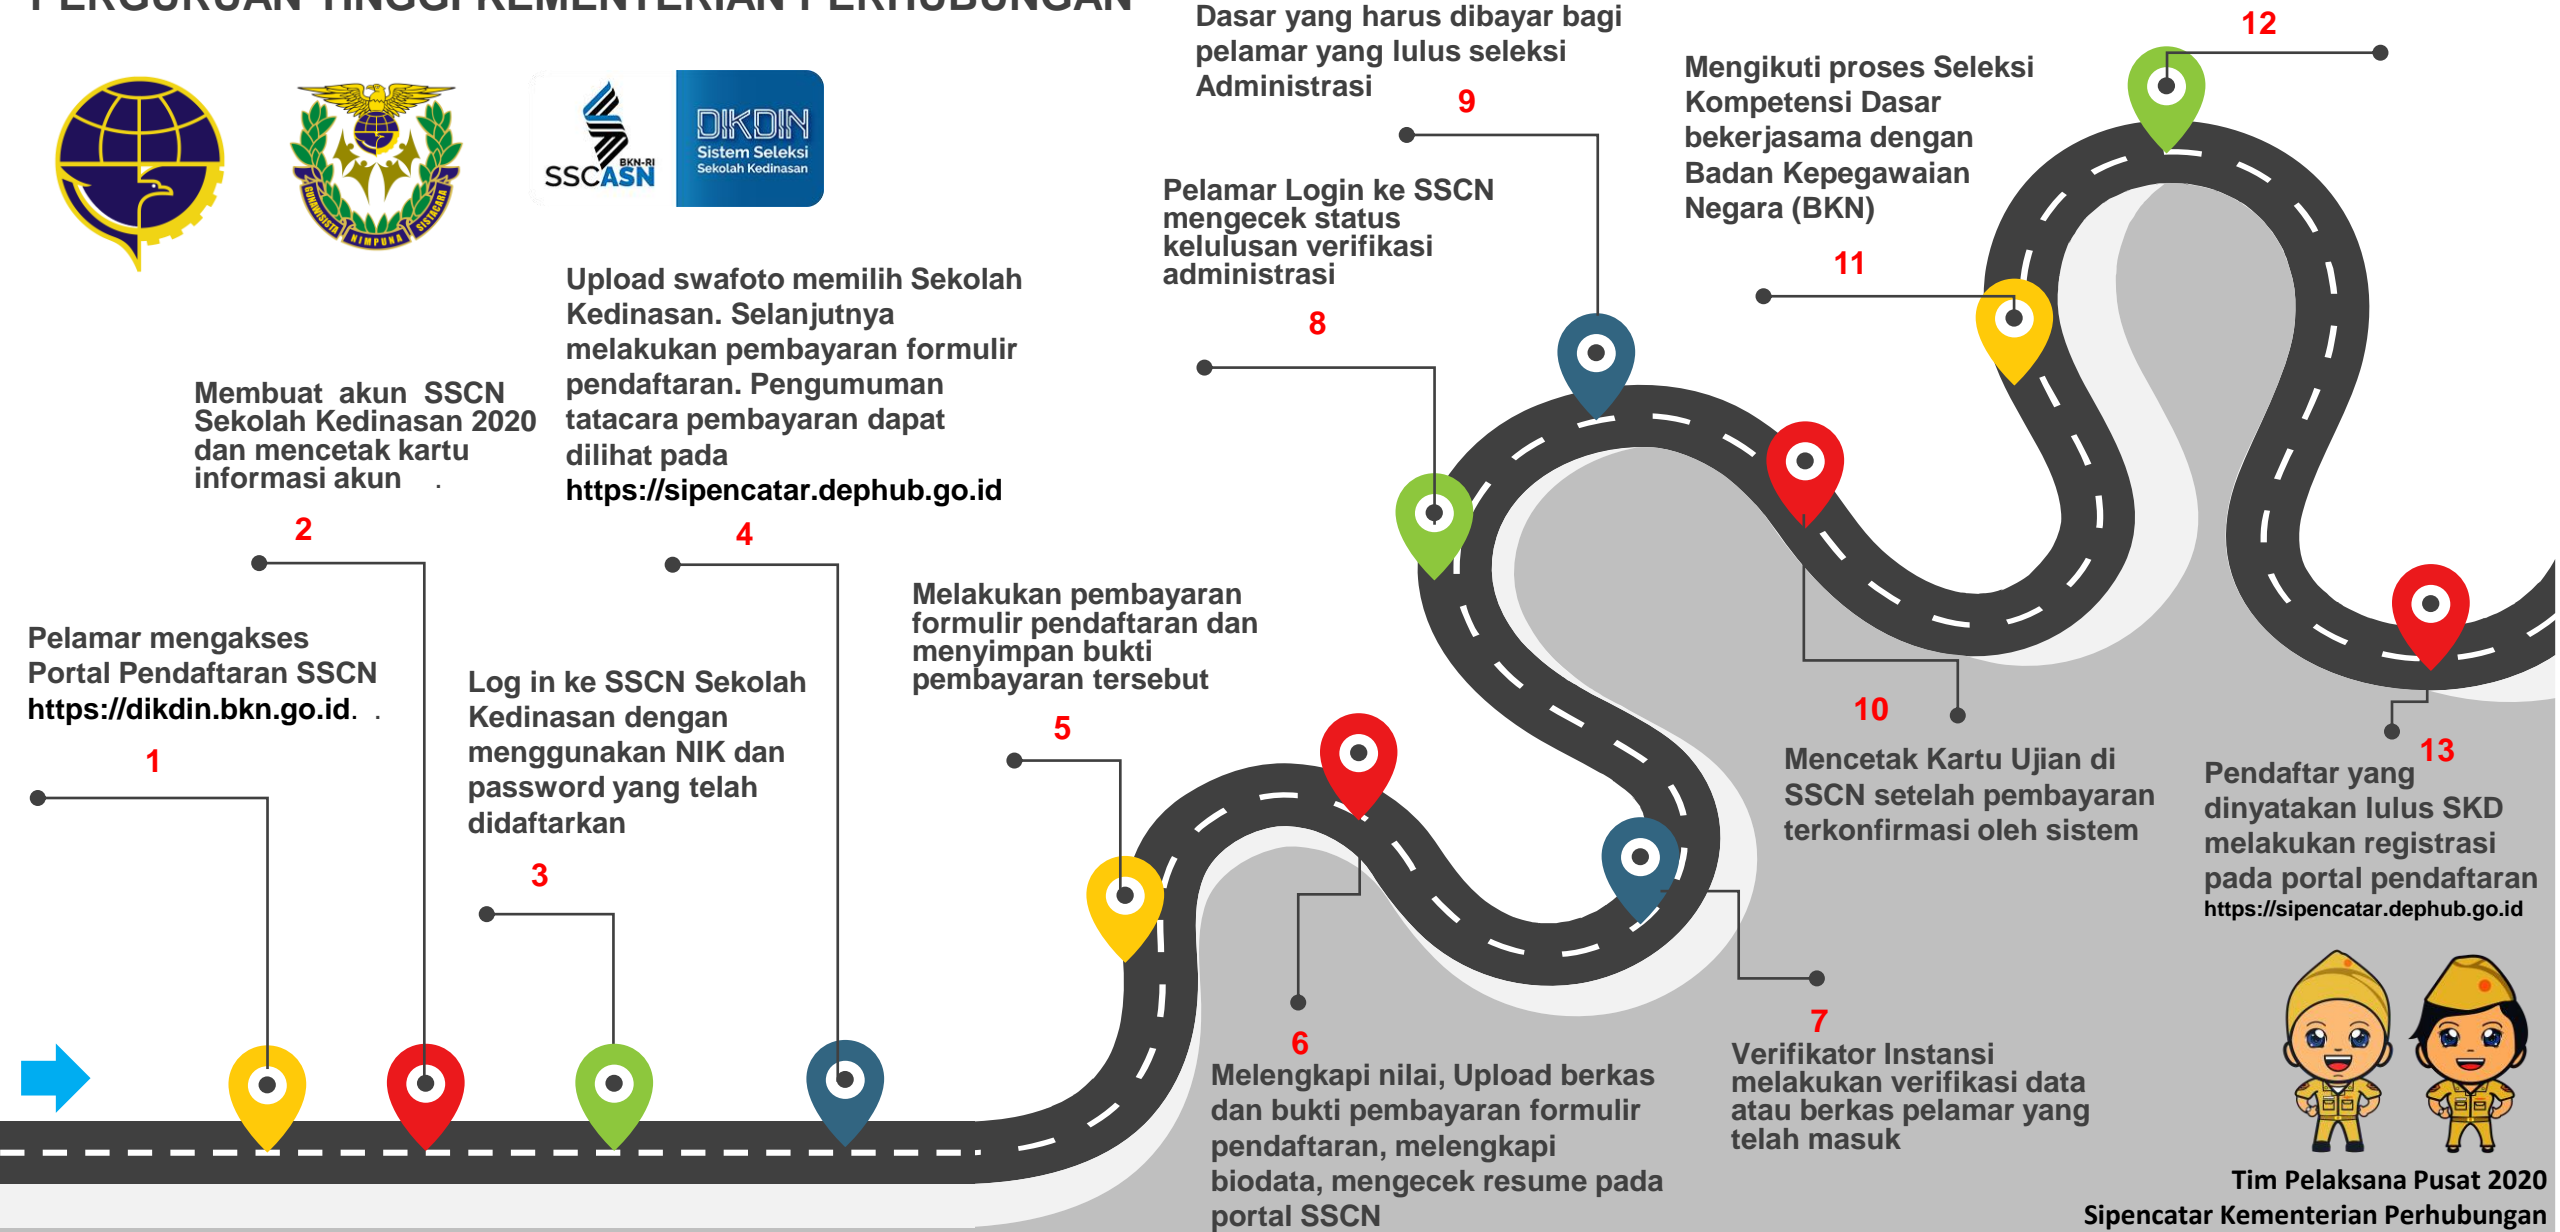 PERGURUAN TINGGI KEMENTERIAN PERHUBUNGAN
GUNAWISISTA
NIMPUNA
SISTACARA
BKN-RI
SSCASN
DIKDIN
Sistem Seleksi
Sekolah Kedinasan
Pelamar mengakses
Portal Pendaftaran SSCN
https://dikdin.bkn.go.id. .
1
Membuat akun SSCN
Sekolah Kedinasan 2020
dan mencetak kartu
informasi akun .
2
Log in ke SSCN Sekolah
Kedinasan dengan
menggunakan NIK dan
password yang telah
didaftarkan
3
Upload swafoto memilih Sekolah
Kedinasan. Selanjutnya
melakukan pembayaran formulir
pendaftaran. Pengumuman
tatacara pembayaran dapat
dilihat pada
https://sipencatar.dephub.go.id
4
Melakukan pembayaran
formulir pendaftaran dan
menyimpan bukti
pembayaran tersebut
5
6
Melengkapi nilai, Upload berkas
dan bukti pembayaran formulir
pendaftaran, melengkapi
biodata, mengecek resume pada
portal SSCN
7
Verifikator Instansi
melakukan verifikasi data
atau berkas pelamar yang
telah masuk
Pelamar Login ke SSCN
mengecek status
kelulusan verifikasi
administrasi
8
Dasar yang harus dibayar bagi
pelamar yang lulus seleksi
Administrasi
9
10
Mencetak Kartu Ujian di
SSCN setelah pembayaran
terkonfirmasi oleh sistem
Mengikuti proses Seleksi
Kompetensi Dasar
bekerjasama dengan
Badan Kepegawaian
Negara (BKN)
11
12
13
Pendaftar yang
dinyatakan lulus SKD
melakukan registrasi
pada portal pendaftaran
https://sipencatar.dephub.go.id
Tim Pelaksana Pusat 2020
Sipencatar Kementerian Perhubungan